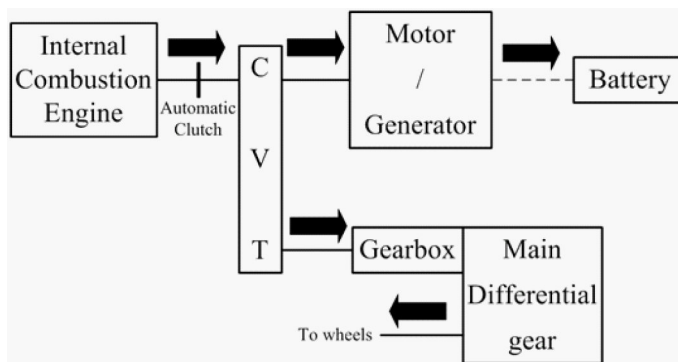 Internal
Combustion
Engine
Automatic
Clutch
C
V
T
Motor
/
Generator
Battery
Gearbox
Main
Differential
gear
To wheels